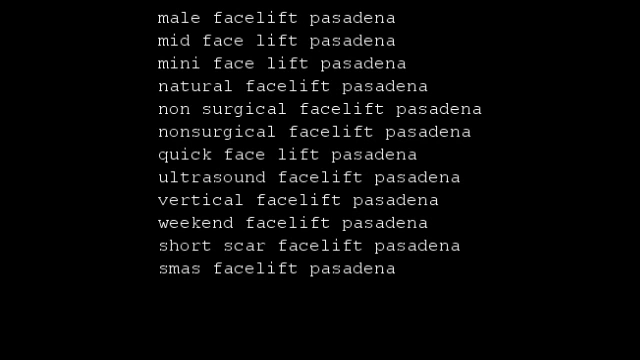 male facelift pasadena
mid face lift pasadena
mini face lift pasadena
natural facelift pasadena
non surgical facelift pasadena
nonsurgical facelift pasadena
quick face lift pasadena
ultrasound facelift pasadena
vertical facelift pasadena
weekend facelift pasadena
short scar facelift pasadena
smas facelift pasadena